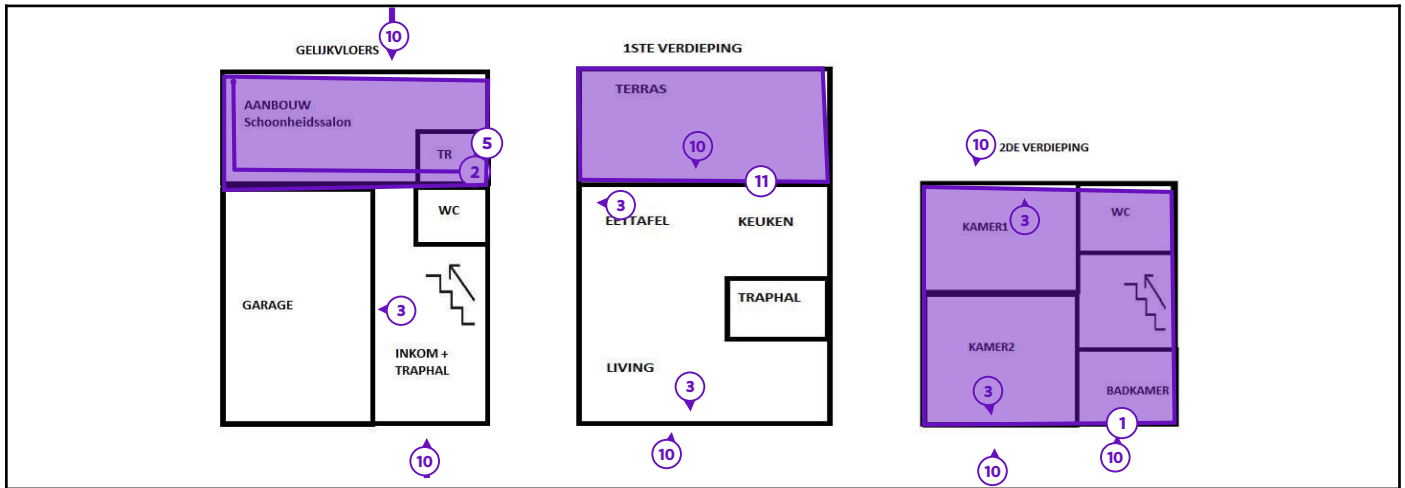 10
GELIJKVLOERS
AANBOUW
Schoonheidssalon
5
TR
2
WC
GARAGE
3
INKOM +
TRAPHAL
10
1STE VERDIEPING
TERRAS
10
11
3
EETTAFEL
KEUKEN
TRAPHAL
LIVING
3
10
10
2DE VERDIEPING
KAMER1
3
WC
KAMER2
3
BADKAMER
1
10
10